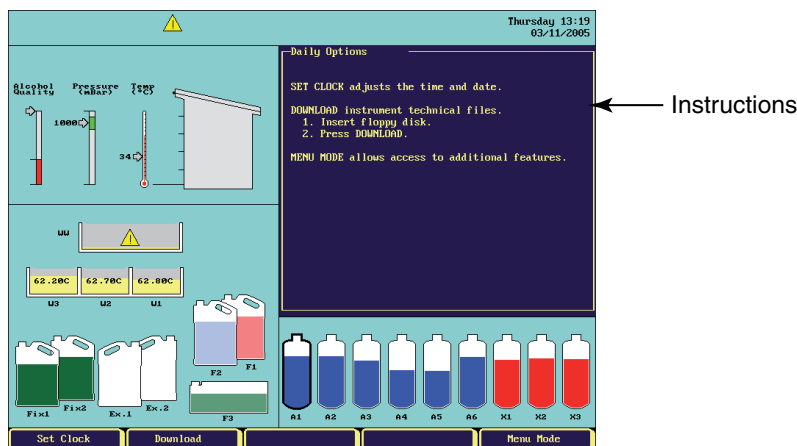 Thursday 13:19
03/11/2005
Daily Options
SET CLOCK adjusts the time and date.
DOWNLOAD instrument technical files.
1. Insert floppy disk.
2. Press DOWNLOAD.
MENU MODE allows access to additional features.
Instructions
Alcohol Quality
Pressure (mBar)
Temp (°C)
1000
34
WW
62.20C 62.70C 62.80C
W3 W2 W1
F2 F1
Fix1 Fix2 Ex.1 Ex.2 F3
A1 A2 A3 A4 A5 A6 X1 X2 X3
Set Clock Download Menu Mode